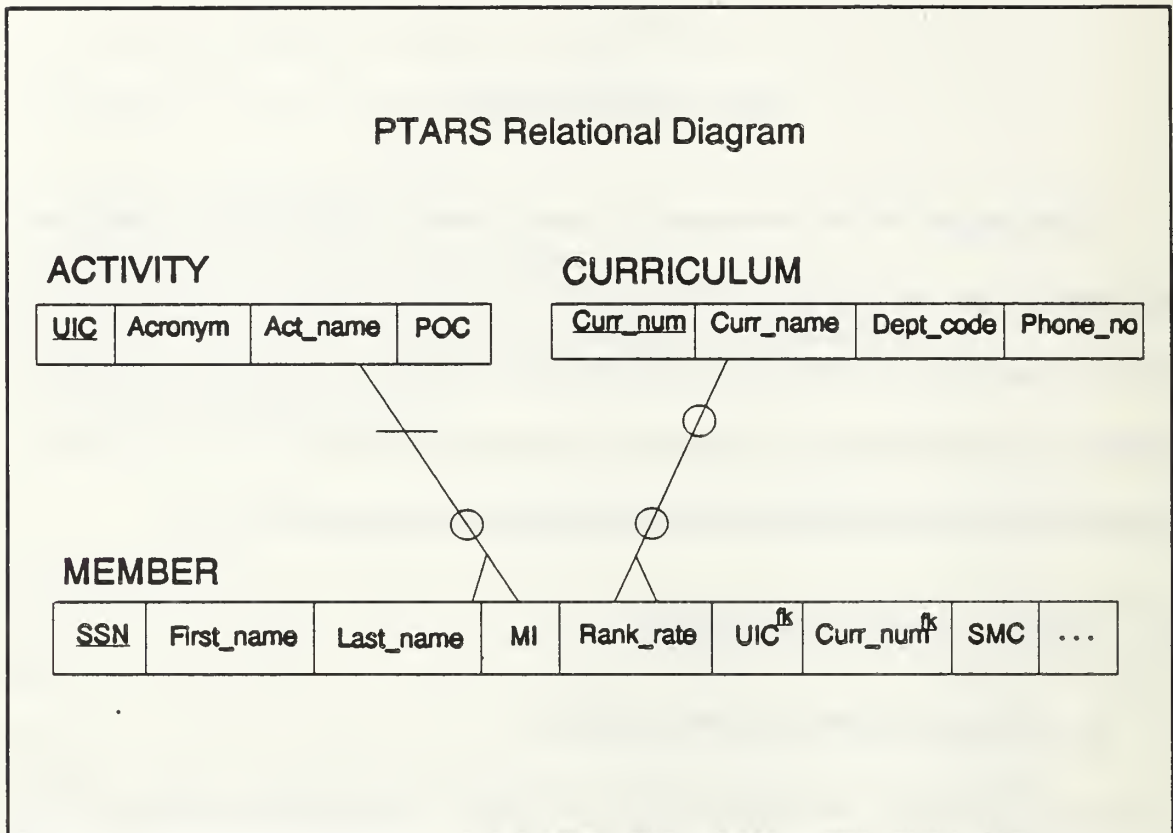 PTARS Relational Diagram
ACTIVITY
UIC Acronym Act_name POC
CURRICULUM
Curr_num Curr_name Dept_code Phone_no
MEMBER
SSN First_name Last_name MI Rank_rate UIC fk Curr_num fk SMC ...